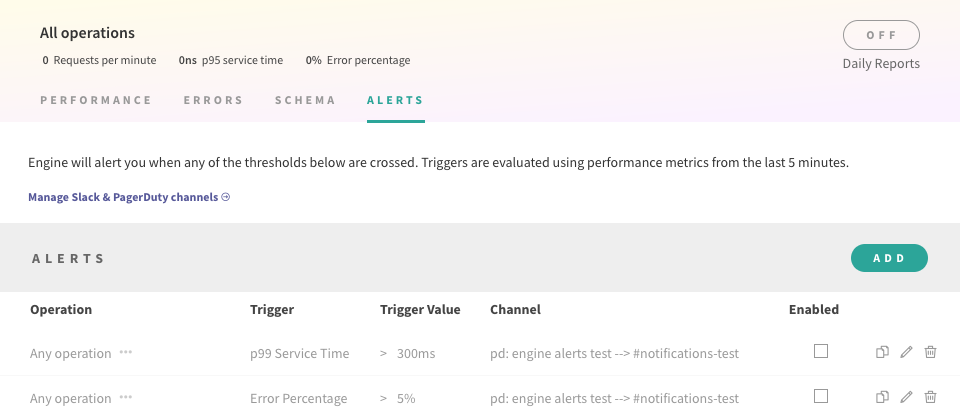 All operations
OFF
0 Requests per minute 0ns p95 service time 0% Error percentage
Daily Reports
PERFORMANCE ERRORS SCHEMA ALERTS
Engine will alert you when any of the thresholds below are crossed. Triggers are evaluated using performance metrics from the last 5 minutes.
Manage Slack & PagerDuty channels
ALERTS
ADD
Operation Trigger Trigger Value Channel Enabled
Any operation ••• p99 Service Time > 300ms pd: engine alerts test --> #notifications-test
Any operation ••• Error Percentage > 5% pd: engine alerts test --> #notifications-test